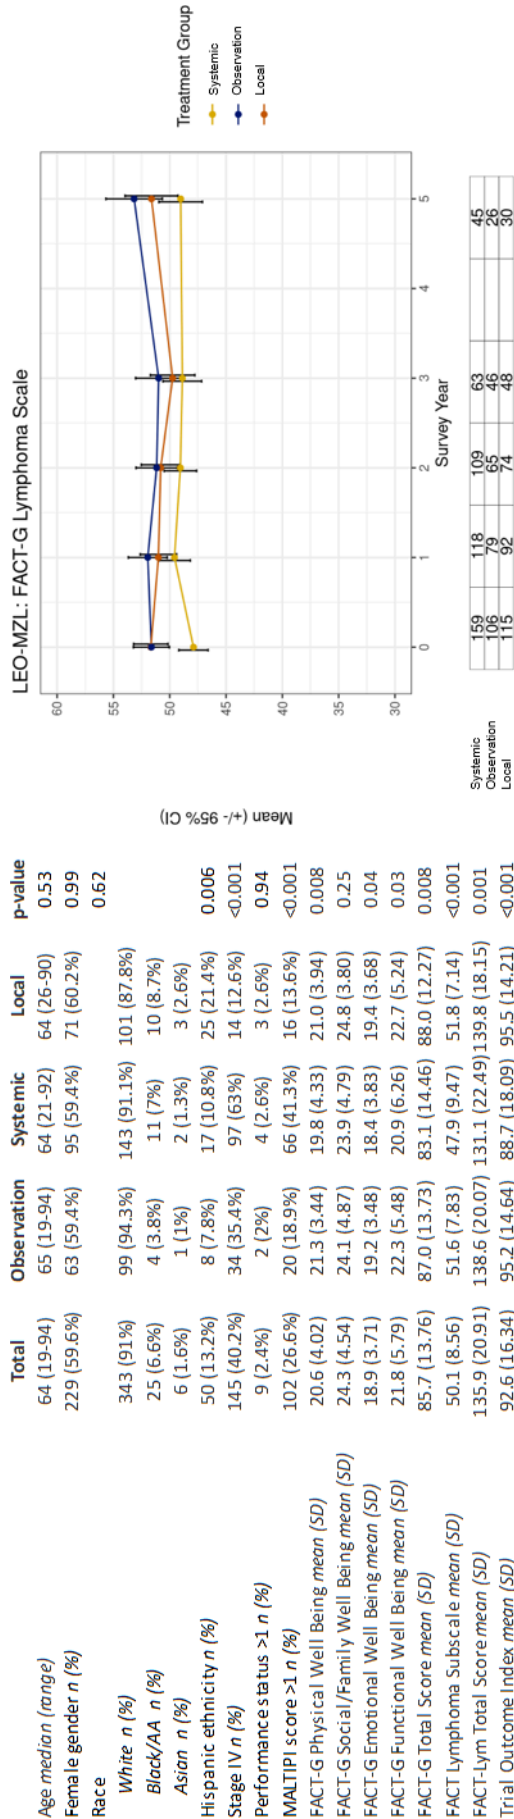 Total Observation Systemic Local p-value
Age median (range) 64 (19-94) 65 (19-94) 64 (21-92) 64 (26-90) 0.53
Female gender n (%) 229 (59.6%) 63 (59.4%) 95 (59.4%) 71 (60.2%) 0.99
Race 0.62
White n (%) 343 (91%) 99 (94.3%) 143 (91.1%) 101 (87.8%)
Black/AA n (%) 25 (6.6%) 4 (3.8%) 11 (7%) 10 (8.7%)
Asian n (%) 6 (1.6%) 1 (1%) 2 (1.3%) 3 (2.6%)
Hispanic ethnicity n (%) 50 (13.2%) 8 (7.8%) 17 (10.8%) 25 (21.4%) 0.006
Stage IV n (%) 145 (40.2%) 34 (35.4%) 97 (63%) 14 (12.6%) <0.001
Performance status >1 n (%) 9 (2.4%) 2 (2%) 4 (2.6%) 3 (2.6%) 0.94
MALTIPI score >1 n (%) 102 (26.6%) 20 (18.9%) 66 (41.3%) 16 (13.6%) <0.001
FACT-G Physical Well Being mean (SD) 20.6 (4.02) 21.3 (3.44) 19.8 (4.33) 21.0 (3.94) 0.008
FACT-G Social/Family Well Being mean (SD) 24.3 (4.54) 24.1 (4.87) 23.9 (4.79) 24.8 (3.80) 0.25
FACT-G Emotional Well Being mean (SD) 18.9 (3.71) 19.2 (3.48) 18.4 (3.83) 19.4 (3.68) 0.04
FACT-G Functional Well Being mean (SD) 21.8 (5.79) 22.3 (5.48) 20.9 (6.26) 22.7 (5.24) 0.03
FACT-G Total Score mean (SD) 85.7 (13.76) 87.0 (13.73) 83.1 (14.46) 88.0 (12.27) 0.008
FACT Lymphoma Subscale mean (SD) 50.1 (8.56) 51.6 (7.83) 47.9 (9.47) 51.8 (7.14) <0.001
FACT-Lym Total Score mean (SD) 135.9 (20.91) 138.6 (20.07) 131.1 (22.49) 139.8 (18.15) 0.001
Trial Outcome Index mean (SD) 92.6 (16.34) 95.2 (14.64) 88.7 (18.09) 95.5 (14.21) <0.001
LEO-MZL: FACT-G Lymphoma Scale
Mean (+/- 95% CI)
60
55
50
45
40
35
30
0 1 2 3 4 5
Survey Year
Treatment Group
Systemic
Observation
Local
Systemic 159 118 109 63 45
Observation 106 79 65 46 26
Local 115 92 74 48 30